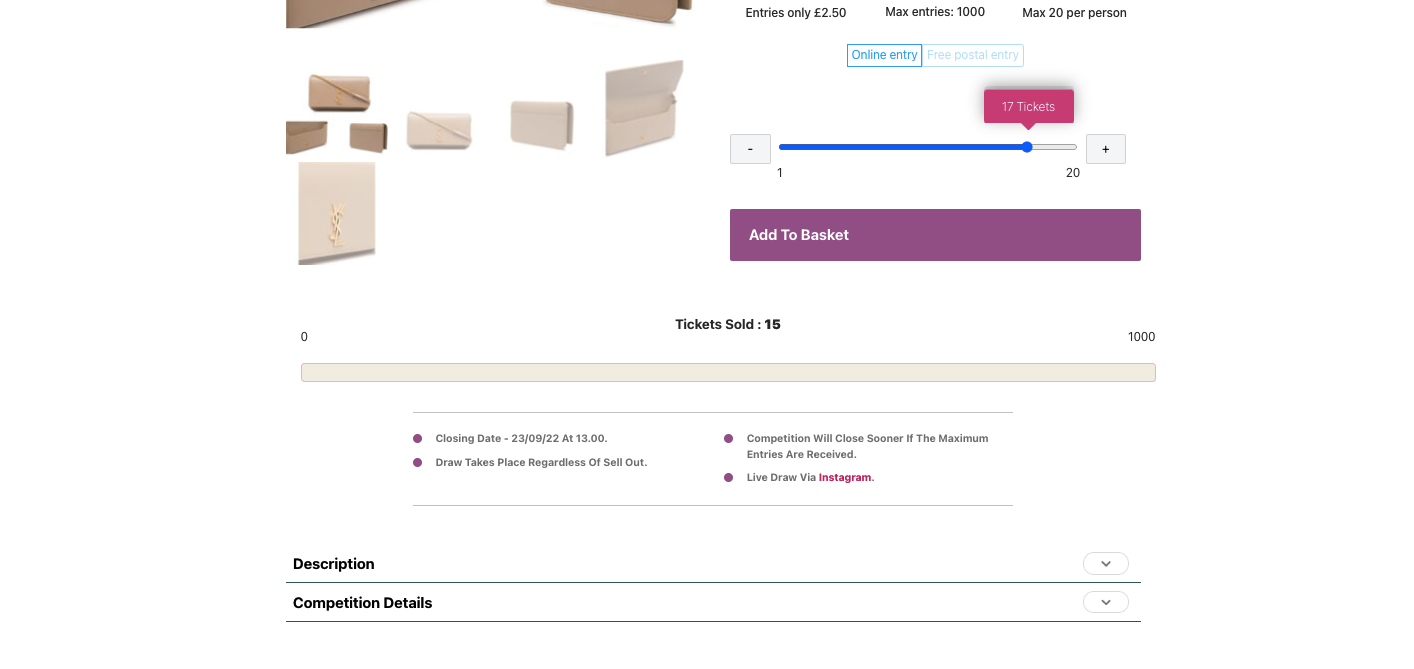 Entries only £2.50
Max entries: 1000
Max 20 per person
Online entry
Free postal entry
17 Tickets
-
+
1
20
YSL
Add To Basket
Tickets Sold : 15
0
1000
Closing Date - 23/09/22 At 13.00.
Draw Takes Place Regardless Of Sell Out.
Competition Will Close Sooner If The Maximum
Entries Are Received.
Live Draw Via Instagram.
Description
Competition Details